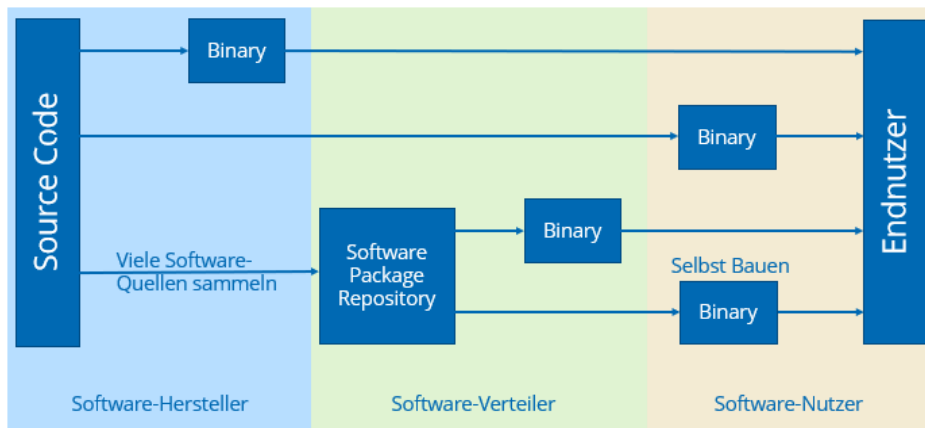 Source Code
Binary
Binary
Viele Software-
Quellen sammeln
Software
Package
Repository
Binary
Selbst Bauen
Binary
Endnutzer
Software-Hersteller
Software-Verteiler
Software-Nutzer